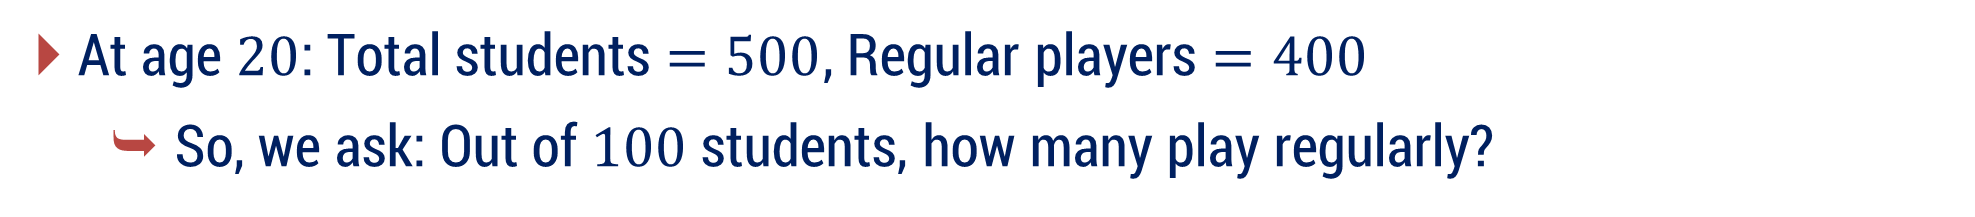 At age 20: Total students = 500, Regular players = 400
So, we ask: Out of 100 students, how many play regularly?